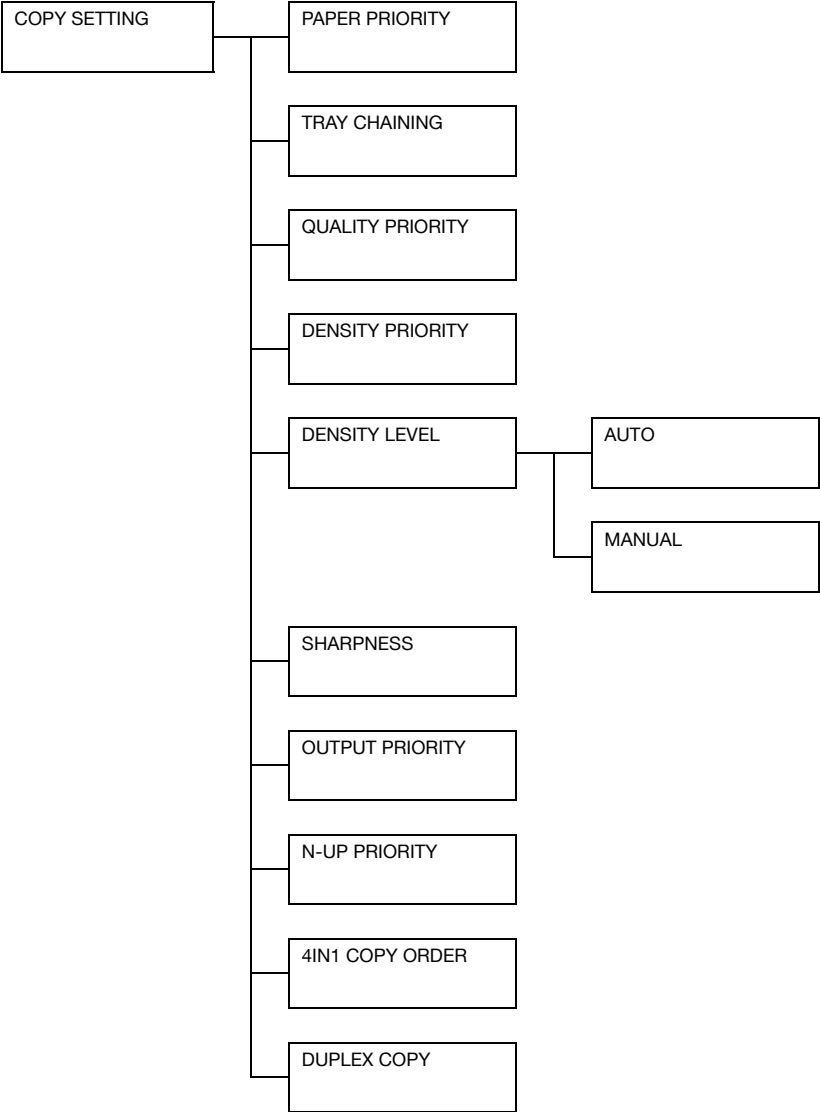 COPY SETTING
PAPER PRIORITY
TRAY CHAINING
QUALITY PRIORITY
DENSITY PRIORITY
DENSITY LEVEL
AUTO
MANUAL
SHARPNESS
OUTPUT PRIORITY
N-UP PRIORITY
4IN1 COPY ORDER
DUPLEX COPY